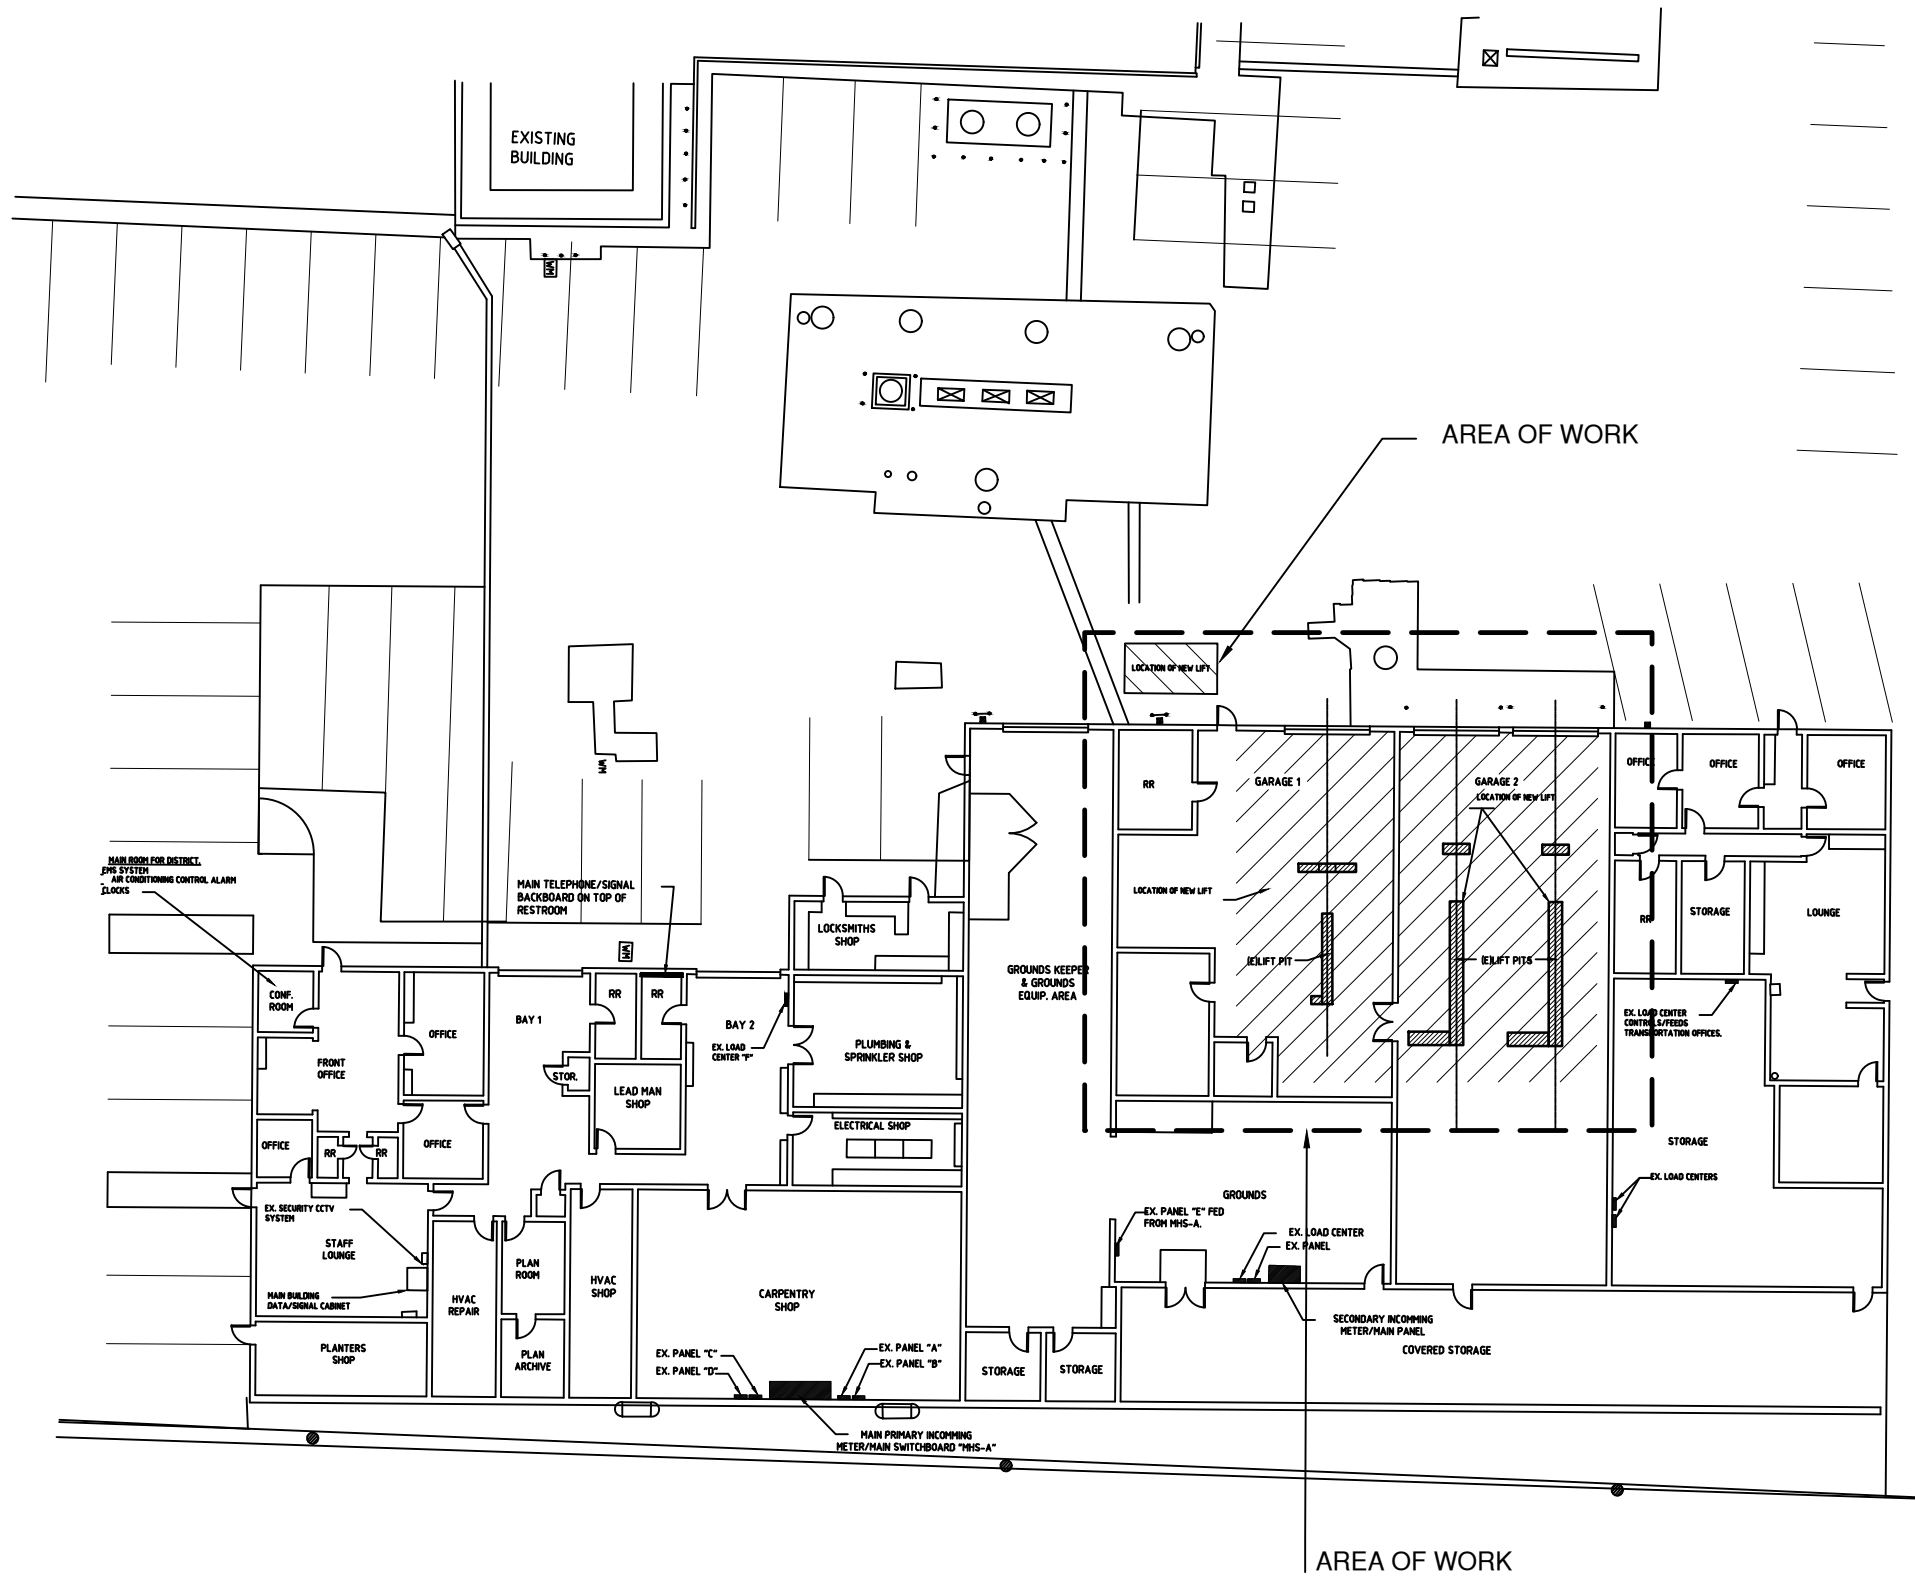 EXISTING
BUILDING
WM
AREA OF WORK
LOCATION OF NEW LIFT
WM
RR
GARAGE 1
GARAGE 2
LOCATION OF NEW LIFT
OFFICE
OFFICE
OFFICE
MAIN ROOM FOR DISTRICT.
EMS SYSTEM
AIR CONDITIONING CONTROL ALARM
CLOCKS
MAIN TELEPHONE/SIGNAL
BACKBOARD ON TOP OF
RESTROOM
LOCATION OF NEW LIFT
LOCKSMITHS
SHOP
WM
RR
STORAGE
LOUNGE
(E)LIFT PIT
(E)LIFT PITS
GROUNDS KEEPER
& GROUNDS
EQUIP. AREA
CONF.
ROOM
RR
RR
BAY 1
BAY 2
OFFICE
EX. LOAD
CENTER "F"
PLUMBING &
SPRINKLER SHOP
EX. LOAD CENTER
CONTROLS/FEEDS
TRANSPORTATION OFFICES.
FRONT
OFFICE
STOR.
LEAD MAN
SHOP
ELECTRICAL SHOP
OFFICE
RR
RR
OFFICE
STORAGE
EX. LOAD CENTERS
GROUNDS
EX. SECURITY CCTV
SYSTEM
EX. PANEL "E" FED
FROM MHS-A.
EX. LOAD CENTER
EX. PANEL
STAFF
LOUNGE
PLAN
ROOM
HVAC
SHOP
CARPENTRY
SHOP
MAIN BUILDING
DATA/SIGNAL CABINET
HVAC
REPAIR
SECONDARY INCOMMING
METER/MAIN PANEL
COVERED STORAGE
PLANTERS
SHOP
PLAN
ARCHIVE
EX. PANEL "C"
EX. PANEL "D"
EX. PANEL "A"
EX. PANEL "B"
STORAGE
STORAGE
MAIN PRIMARY INCOMMING
METER/MAIN SWITCHBOARD "MHS-A"
AREA OF WORK